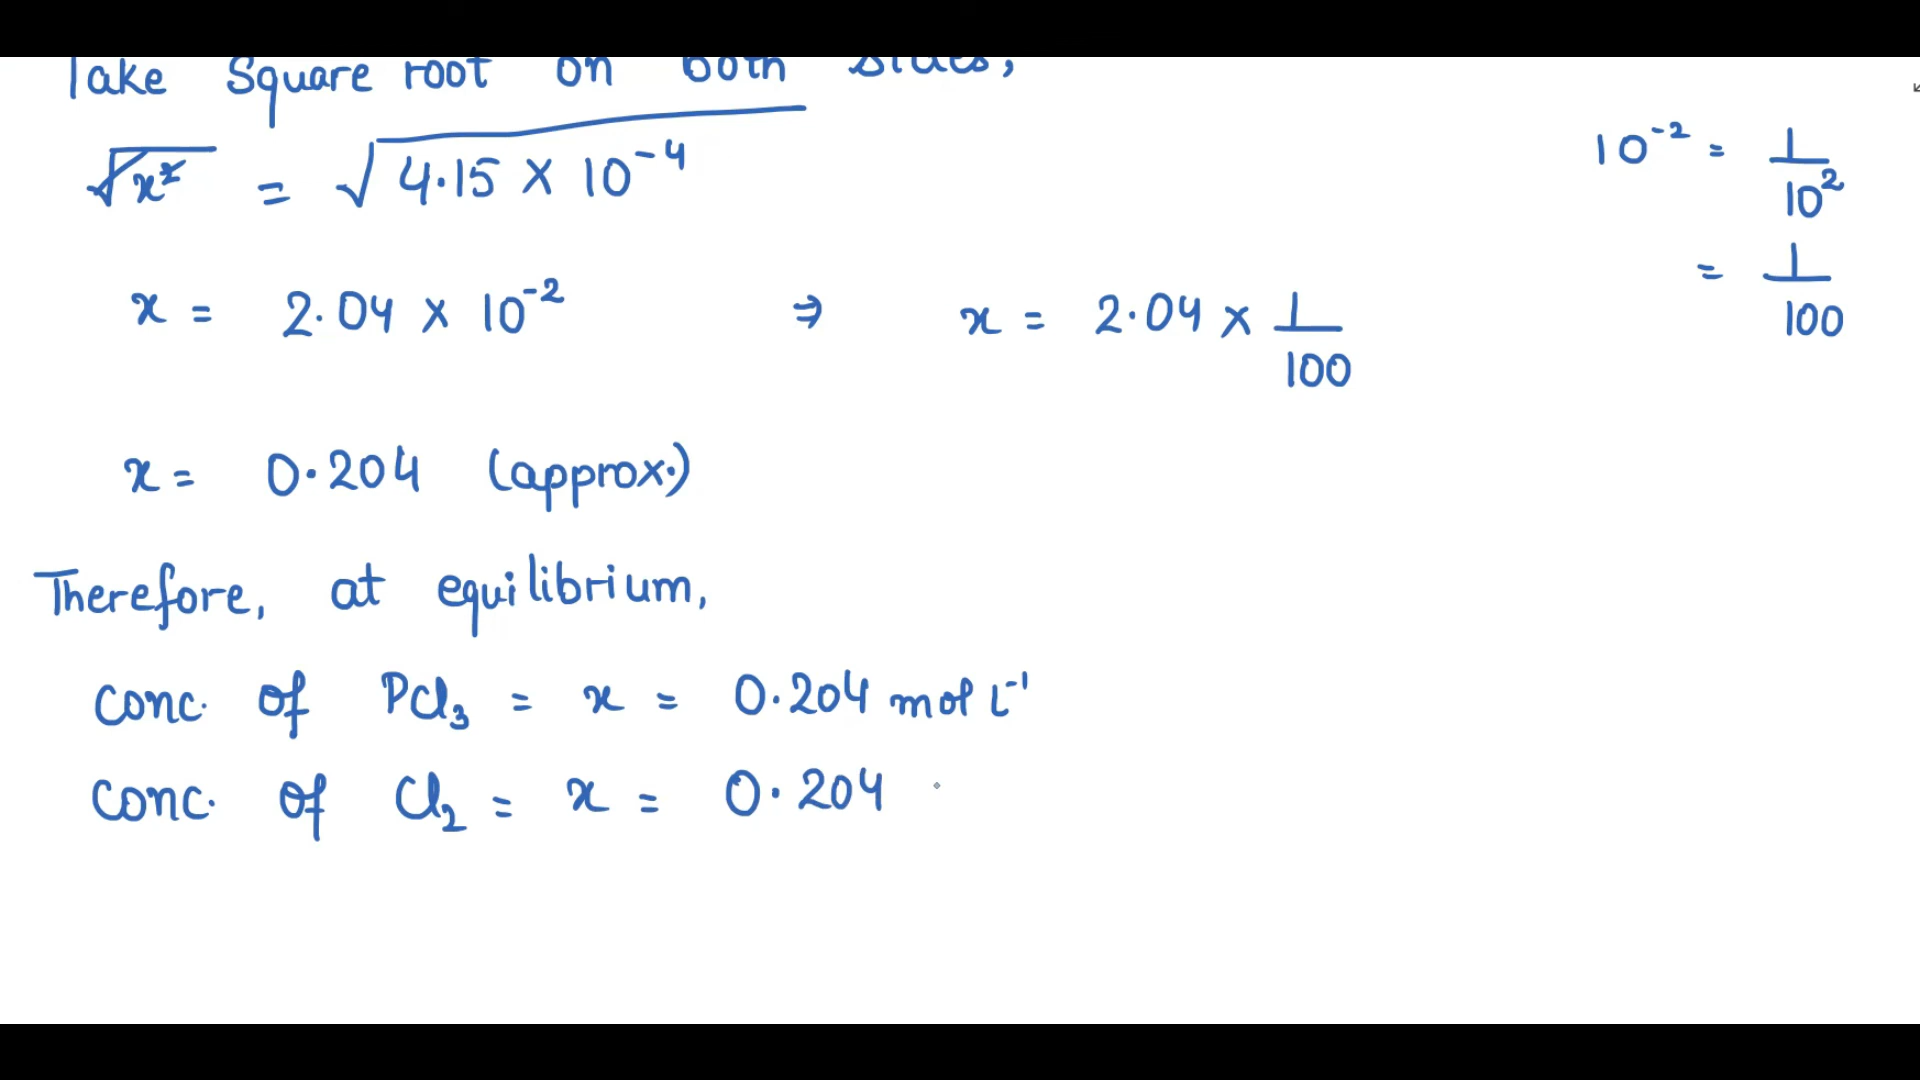 Take Square root on both sides,
√x² = √4.15 × 10⁻⁴
10⁻² = 1/10²
= 1/100
x = 2.04 × 10⁻² ⇒ x = 2.04 × 1/100
x = 0.204 (approx.)
Therefore, at equilibrium,
Conc. of PCl₃ = x = 0.204 mol L⁻¹
Conc. of Cl₂ = x = 0.204